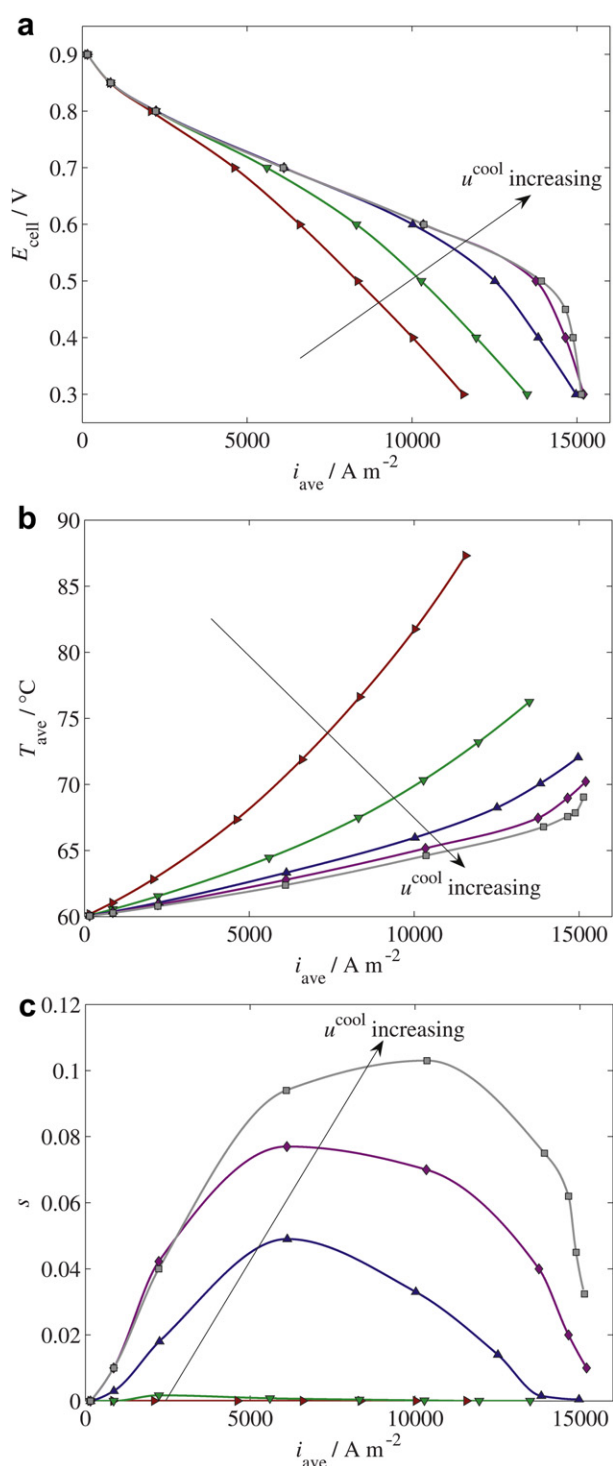 a
0.9
0.8
0.7
0.6
0.5
0.4
0.3
E_cell / V
u^cool increasing
0
5000
10000
15000
i_ave / A m^-2
b
90
85
80
75
70
65
60
T_ave / °C
u^cool increasing
0
5000
10000
15000
i_ave / A m^-2
c
0.12
0.1
0.08
0.06
0.04
0.02
0
s
u^cool increasing
0
5000
10000
15000
i_ave / A m^-2